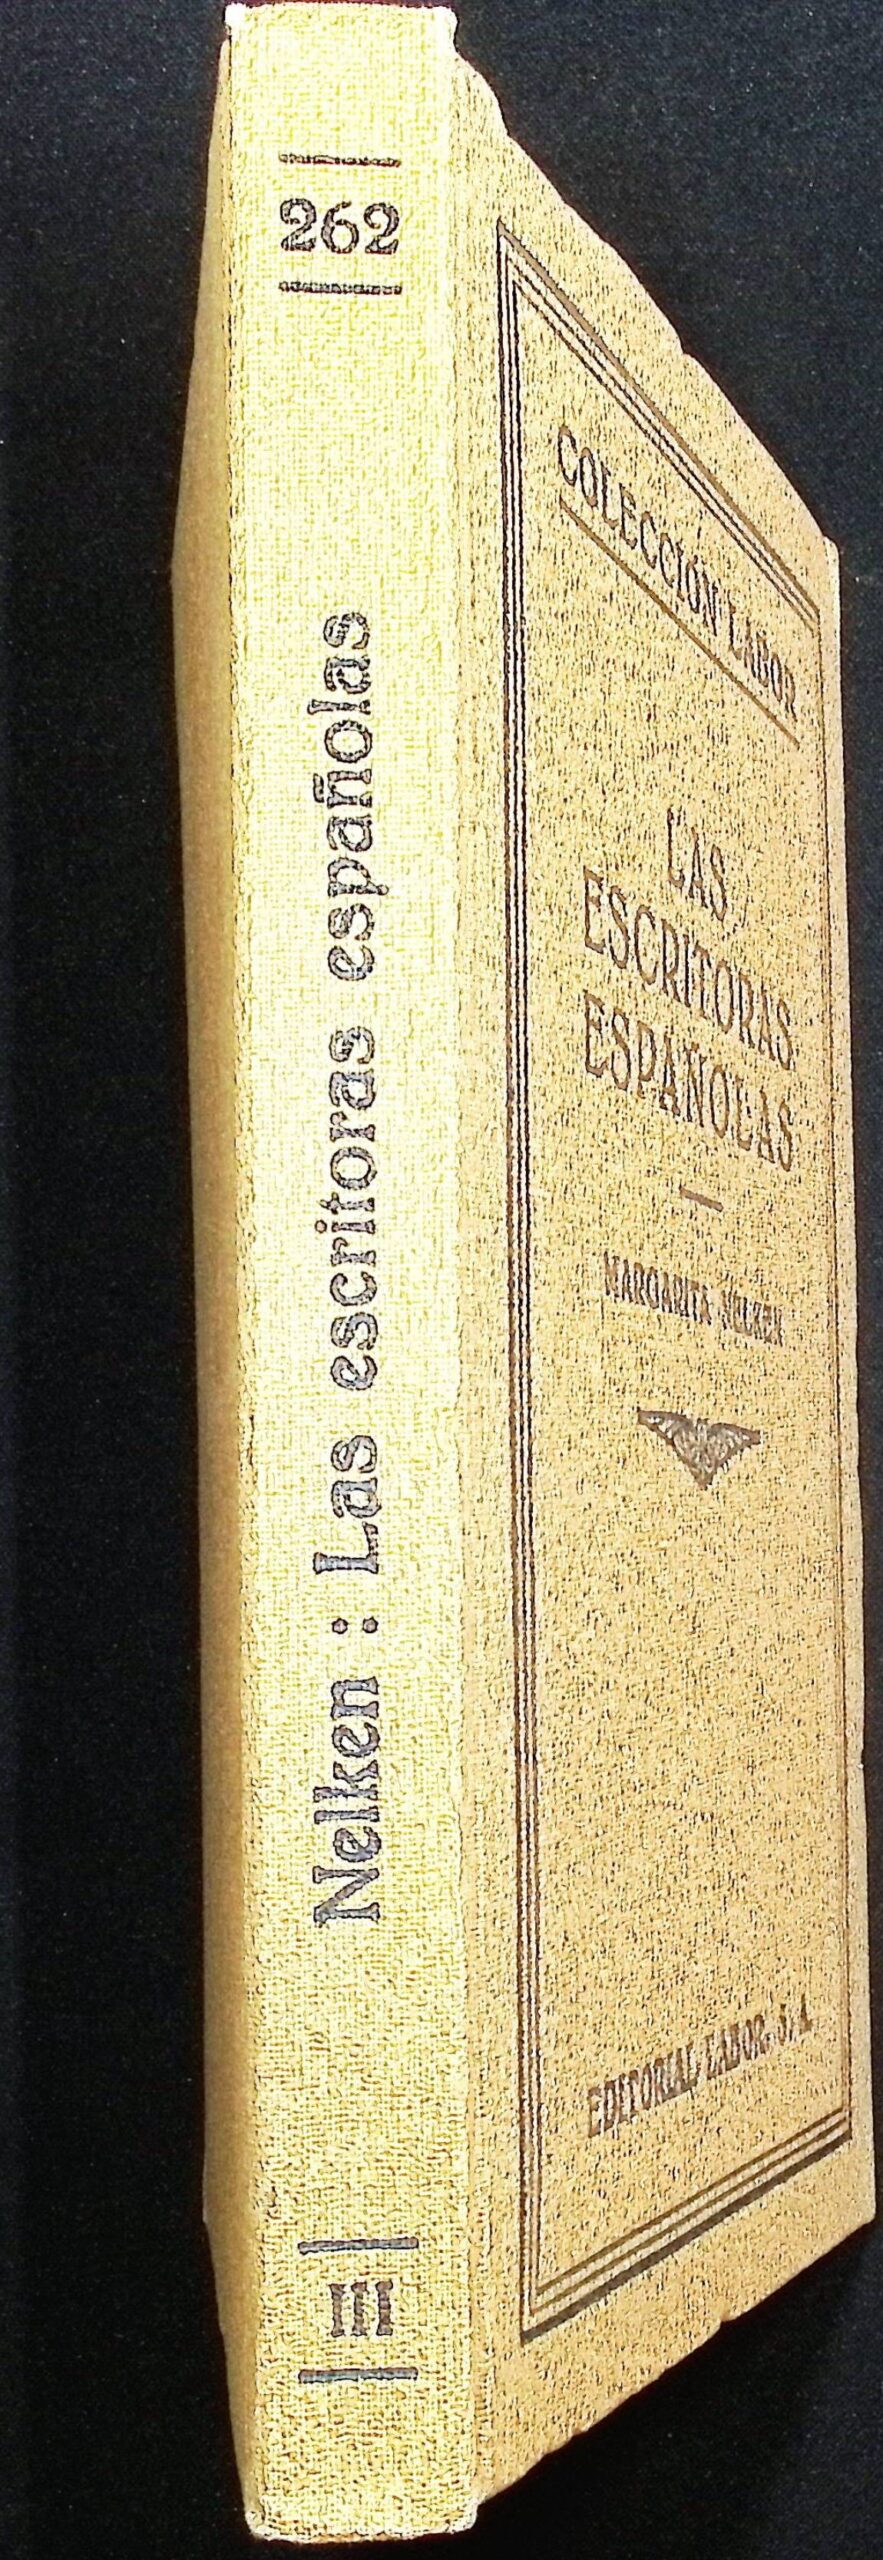 262
Nelken : Las escritoras españolas
III
COLECCIÓN LABOR
LAS
ESCRITORAS
ESPAÑOLAS
MARGARITA NELKEN
EDITORIAL LABOR, S. A.